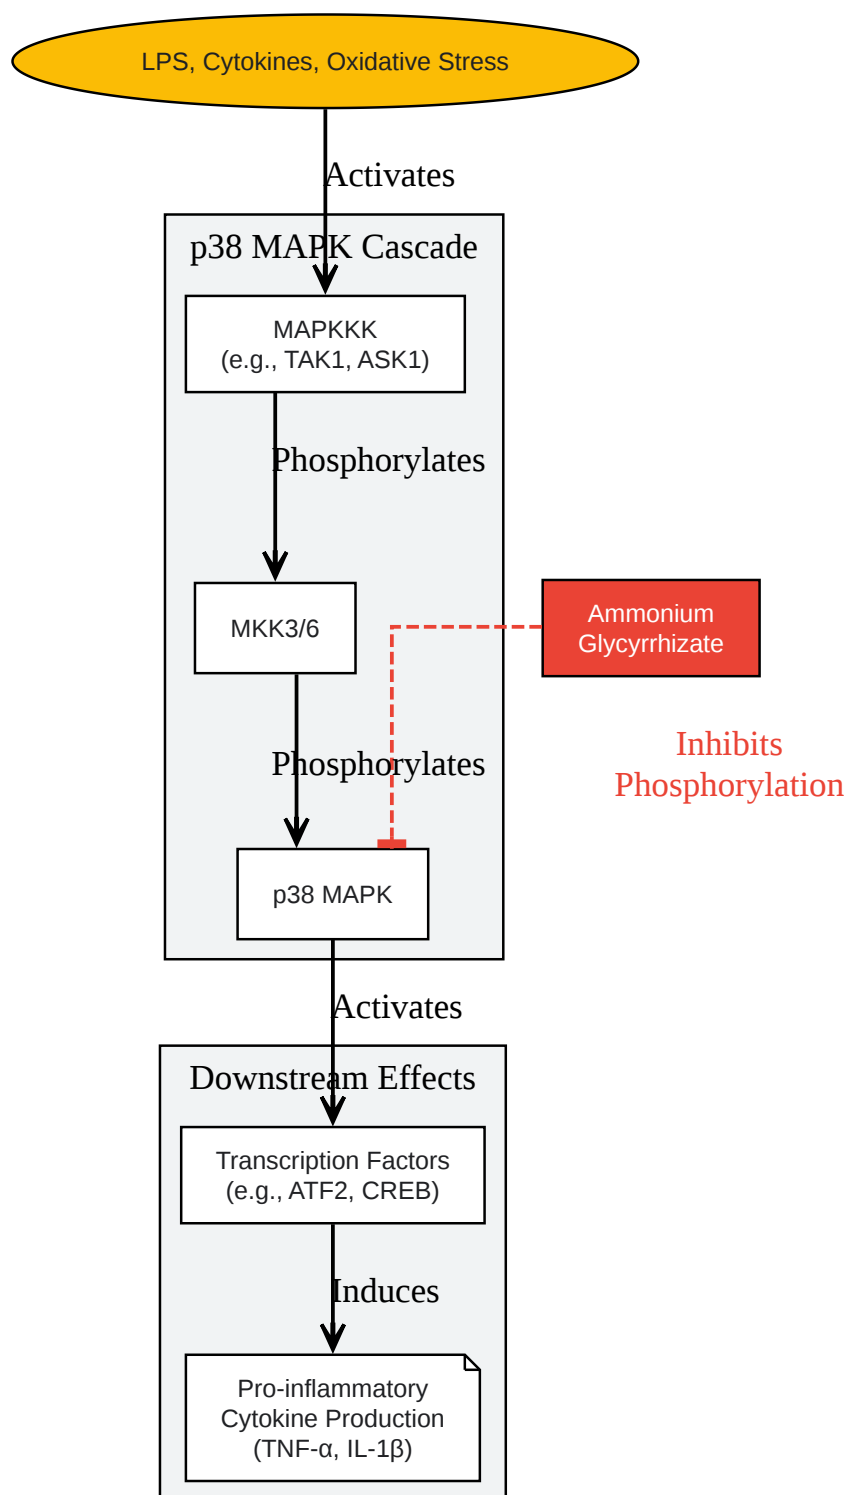 LPS, Cytokines, Oxidative Stress
Activates
p38 MAPK Cascade
MAPKKK
(e.g., TAK1, ASK1)
Phosphorylates
MKK3/6
Ammonium
Glycyrrhizate
Phosphorylates
Inhibits
Phosphorylation
p38 MAPK
Activates
Downstream Effects
Transcription Factors
(e.g., ATF2, CREB)
Induces
Pro-inflammatory
Cytokine Production
(TNF-α, IL-1β)